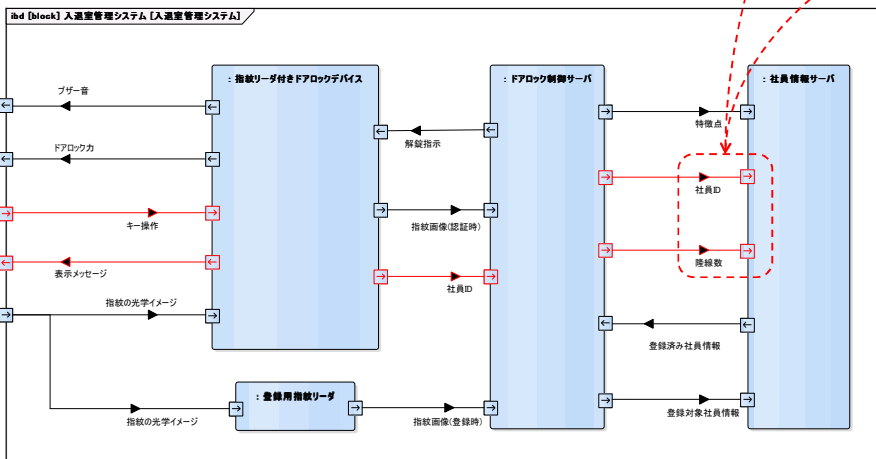 ibd [block] 入退室管理システム [入退室管理システム]
: 指紋リーダ付きドアロックデバイス
: ドアロック制御サーバ
: 社員情報サーバ
ブザー音
特徴点
ドアロック力
解錠指示
社員ID
キー操作
指紋画像(認証時)
陸線数
表示メッセージ
社員ID
指紋の光学イメージ
登録済み社員情報
: 登録用指紋リーダ
指紋の光学イメージ
指紋画像(登録時)
登録対象社員情報